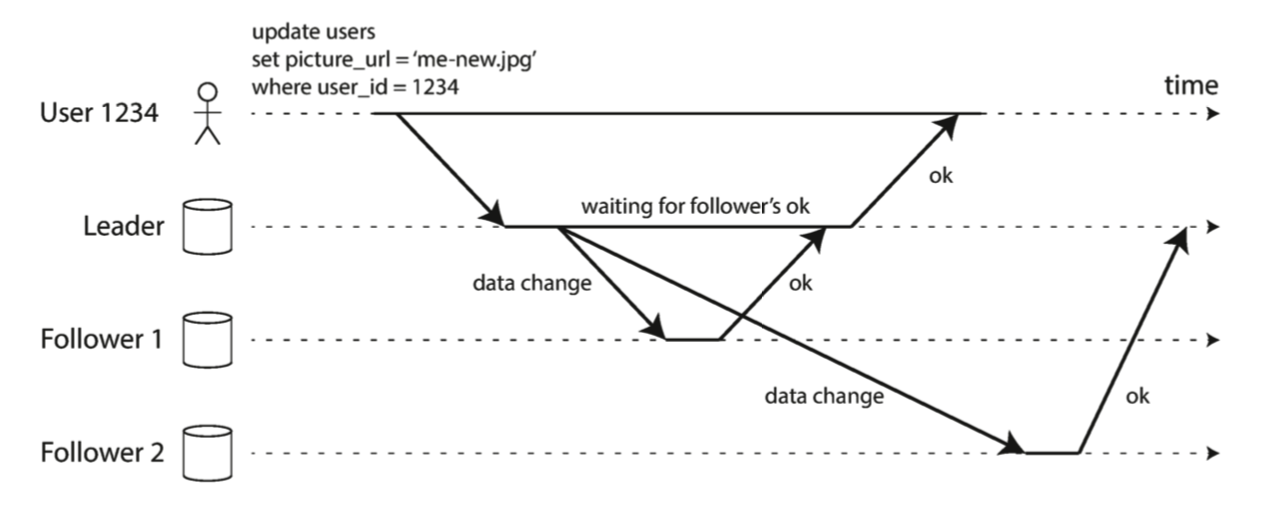 update users
set picture_url = ‘me-new.jpg’
where user_id = 1234
time
User 1234
ok
waiting for follower’s ok
Leader
data change
ok
Follower 1
data change
ok
Follower 2